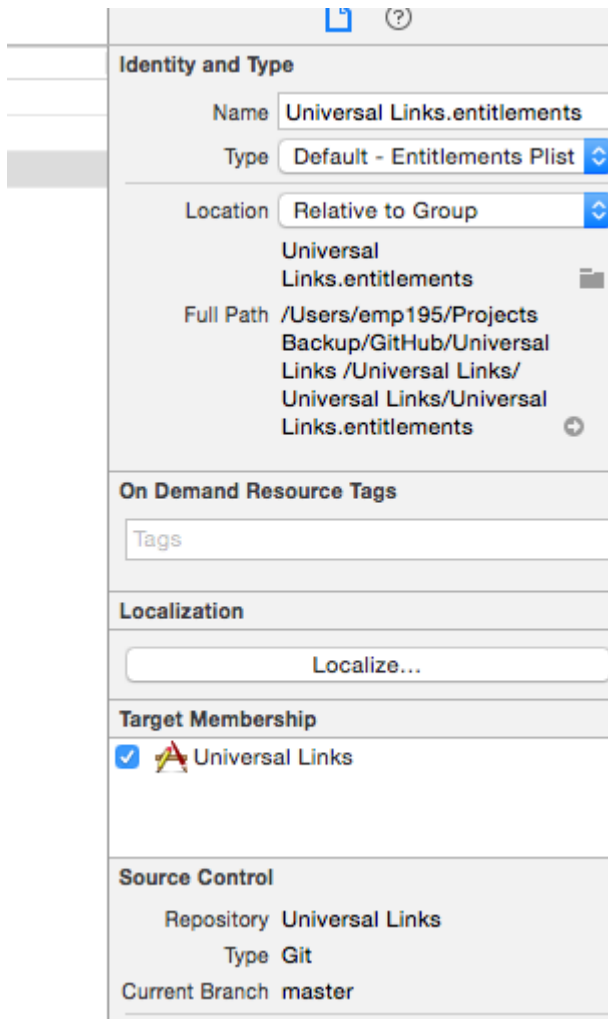 Identity and Type
Name Universal Links.entitlements
Type Default - Entitlements Plist
Location Relative to Group
Universal
Links.entitlements
Full Path /Users/emp195/Projects
Backup/GitHub/Universal
Links /Universal Links/
Universal Links/Universal
Links.entitlements
On Demand Resource Tags
Tags
Localization
Localize...
Target Membership
Universal Links
Source Control
Repository Universal Links
Type Git
Current Branch master